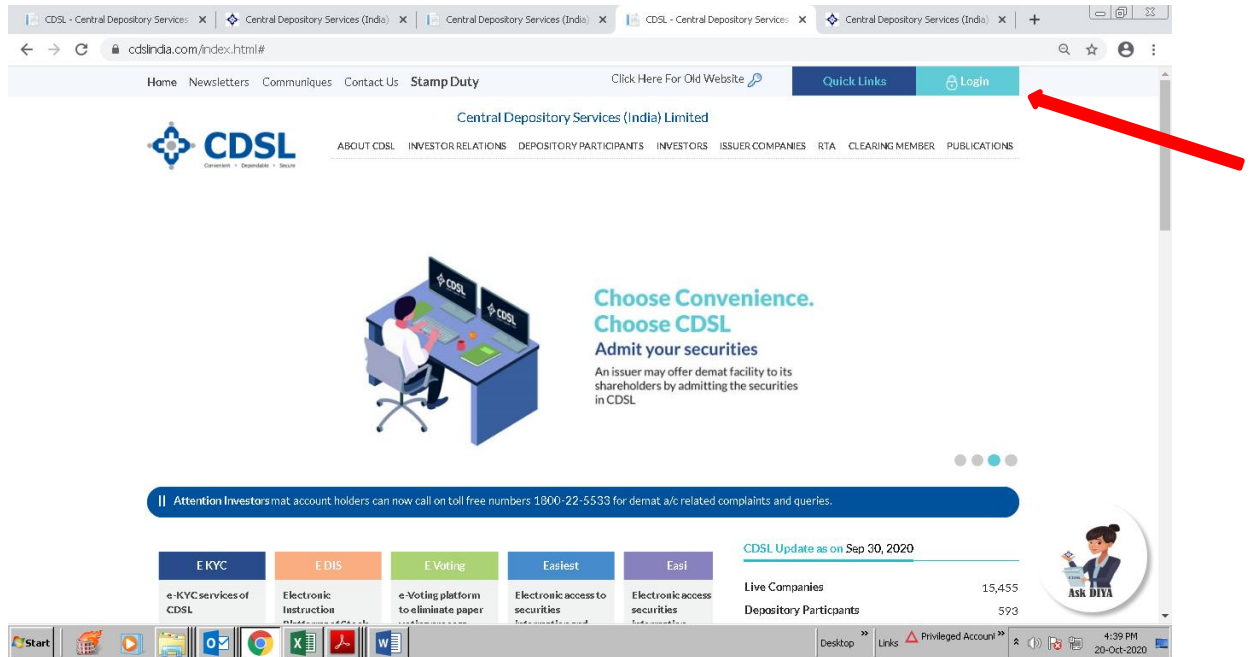 CDSL - Central Depository Services
Central Depository Services (India)
Central Depository Services (India)
CDSL - Central Depository Services
Central Depository Services (India)
cdslindia.com/index.html#
Home Newsletters Communiques Contact Us Stamp Duty
Click Here For Old Website
Quick Links
Login
Central Depository Services (India) Limited
CDSL
Convenient • Dependable • Secure
ABOUT CDSL INVESTOR RELATIONS DEPOSITORY PARTICIPANTS INVESTORS ISSUER COMPANIES RTA CLEARING MEMBER PUBLICATIONS
CDSL
CDSL
Choose Convenience.
Choose CDSL
Admit your securities
An issuer may offer demat facility to its
shareholders by admitting the securities
in CDSL
Attention Investors mat account holders can now call on toll free numbers 1800-22-5533 for demat a/c related complaints and queries.
E KYC
E DIS
E Voting
Easiest
Easi
e-KYC services of
CDSL
Electronic
Instruction
e-Voting platform
to eliminate paper
Electronic access to
securities
information and
Electronic access
securities
information
CDSL Update as on Sep 30, 2020
Live Companies 15,455
Depository Particpants 593
ASK DIYA
Start
Desktop » Links Privileged Account »
4:39 PM
20-Oct-2020